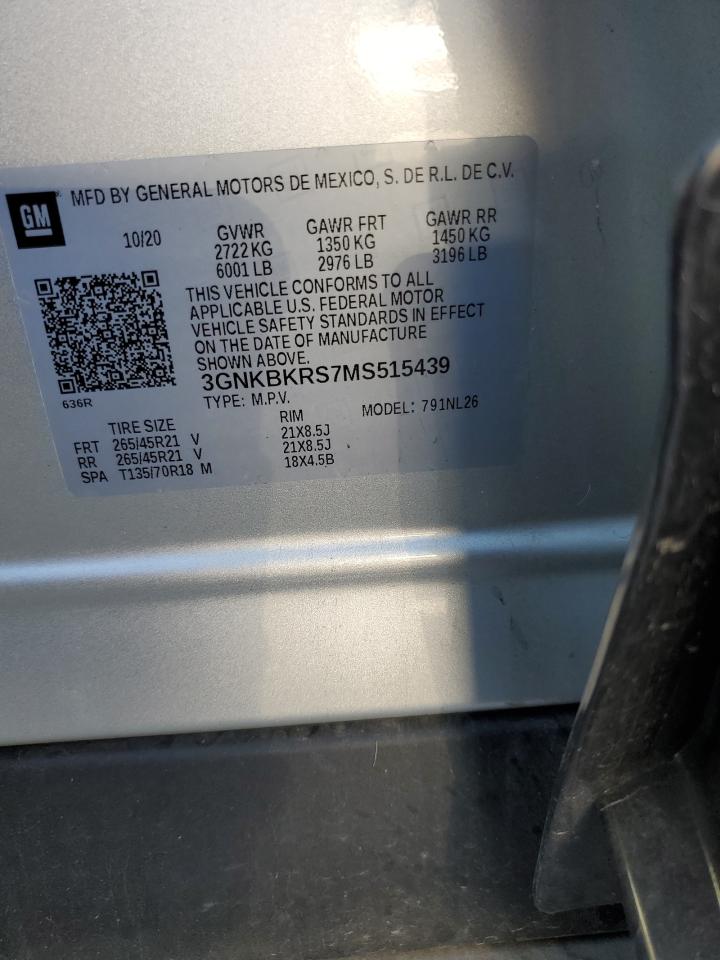 GM
MFD BY GENERAL MOTORS DE MEXICO, S. DE R.L. DE C.V.
10/20
GVWR
2722 KG
6001 LB
GAWR FRT
1350 KG
2976 LB
GAWR RR
1450 KG
3196 LB
THIS VEHICLE CONFORMS TO ALL
APPLICABLE U.S. FEDERAL MOTOR
VEHICLE SAFETY STANDARDS IN EFFECT
ON THE DATE OF MANUFACTURE
SHOWN ABOVE.
3GNKBKRS7MS515439
636R
TYPE: M.P.V.
MODEL: 791NL26
TIRE SIZE RIM
FRT 265/45R21 V 21X8.5J
RR 265/45R21 V 21X8.5J
SPA T135/70R18 M 18X4.5B